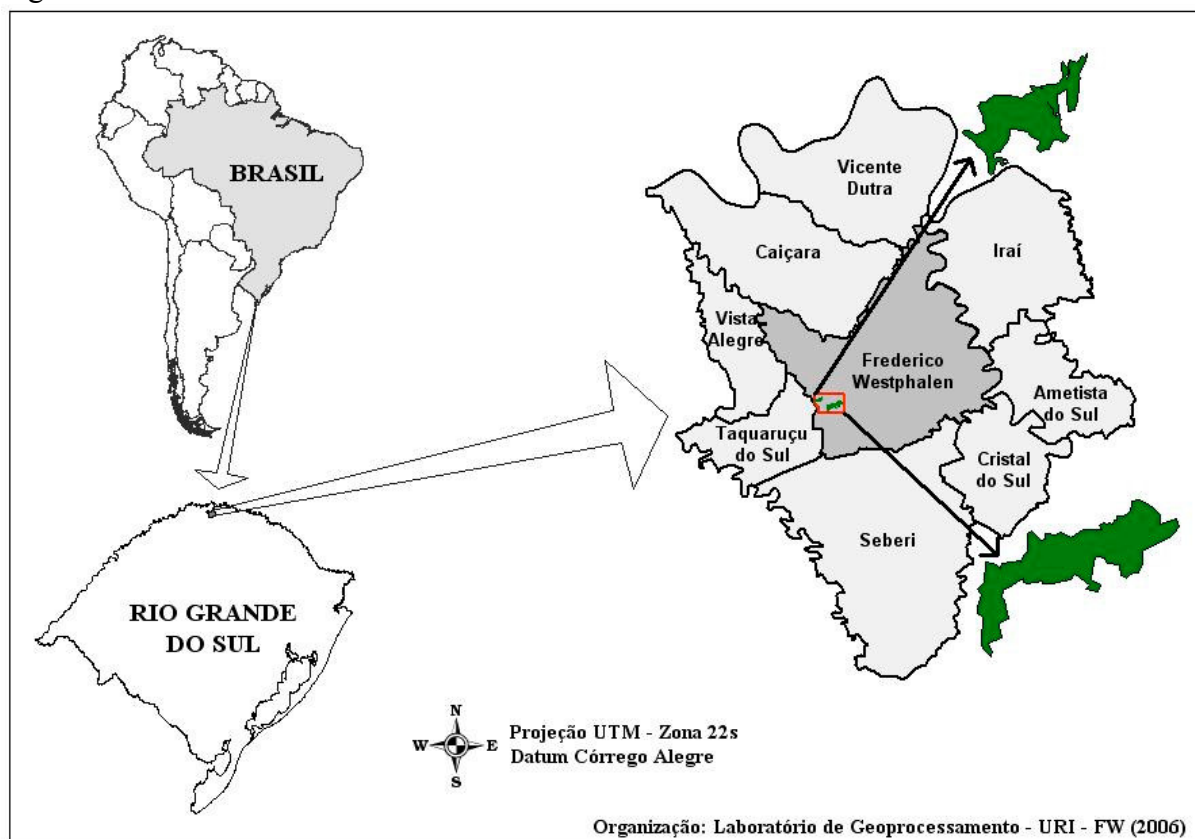 BRASIL
RIO GRANDE
DO SUL
Vicente
Dutra
Caiçara
Iraí
Vista
Alegre
Frederico
Westphalen
Ametista
do Sul
Taquaruçu
do Sul
Cristal
do Sul
Seberi
N
W E
S
Projeção UTM - Zona 22s
Datum Córrego Alegre
Organização: Laboratório de Geoprocessamento - URI - FW (2006)